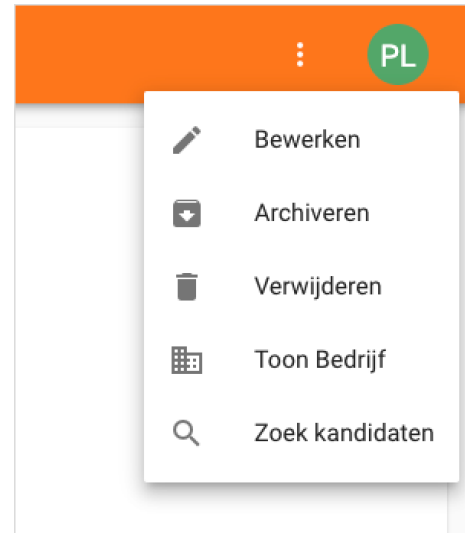 PL
Bewerken
Archiveren
Verwijderen
Toon Bedrijf
Zoek kandidaten